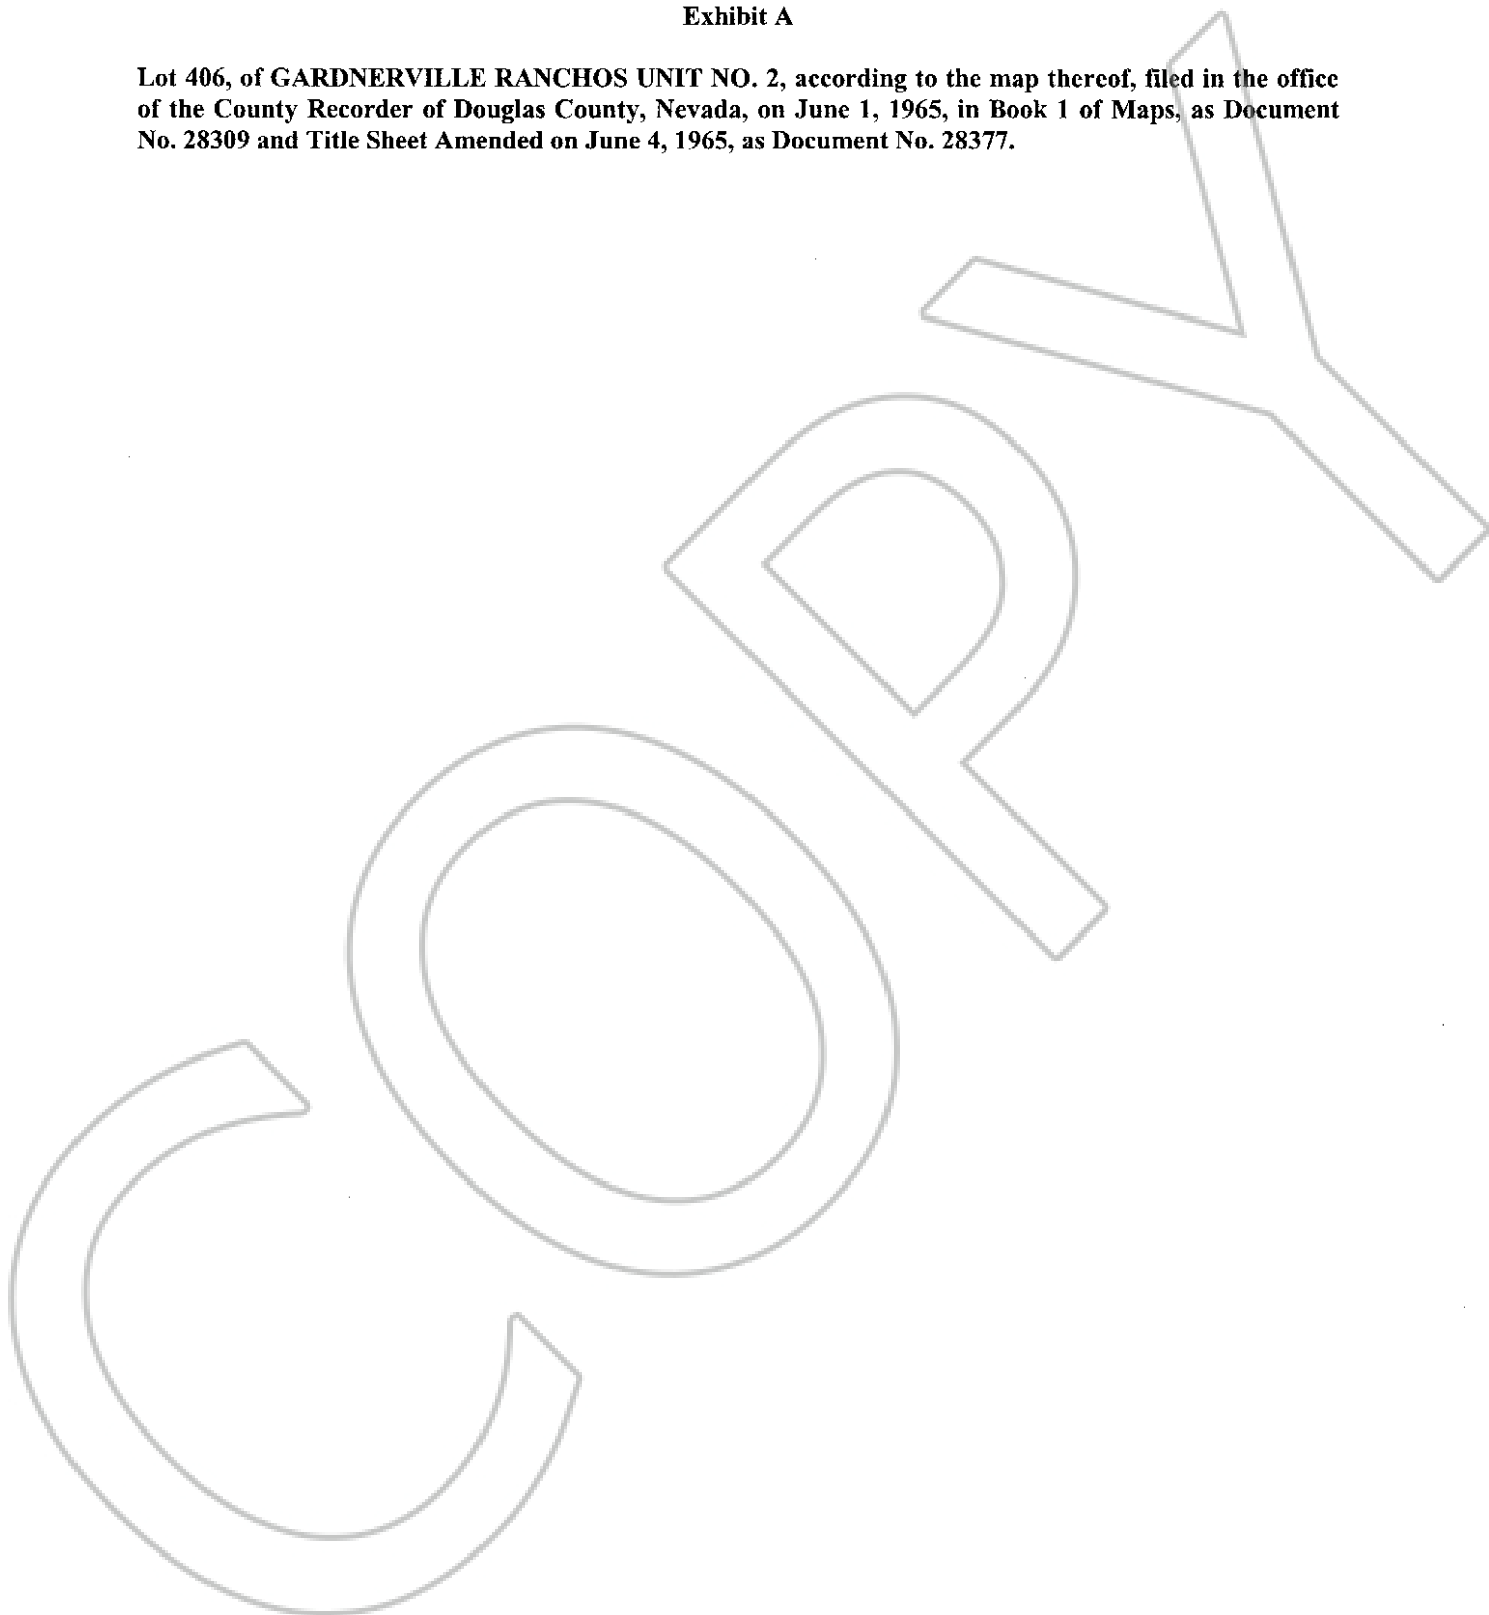 Exhibit A
Lot 406, of GARDNERVILLE RANCHOS UNIT NO. 2, according to the map thereof, filed in the office
of the County Recorder of Douglas County, Nevada, on June 1, 1965, in Book 1 of Maps, as Document
No. 28309 and Title Sheet Amended on June 4, 1965, as Document No. 28377.
COPY